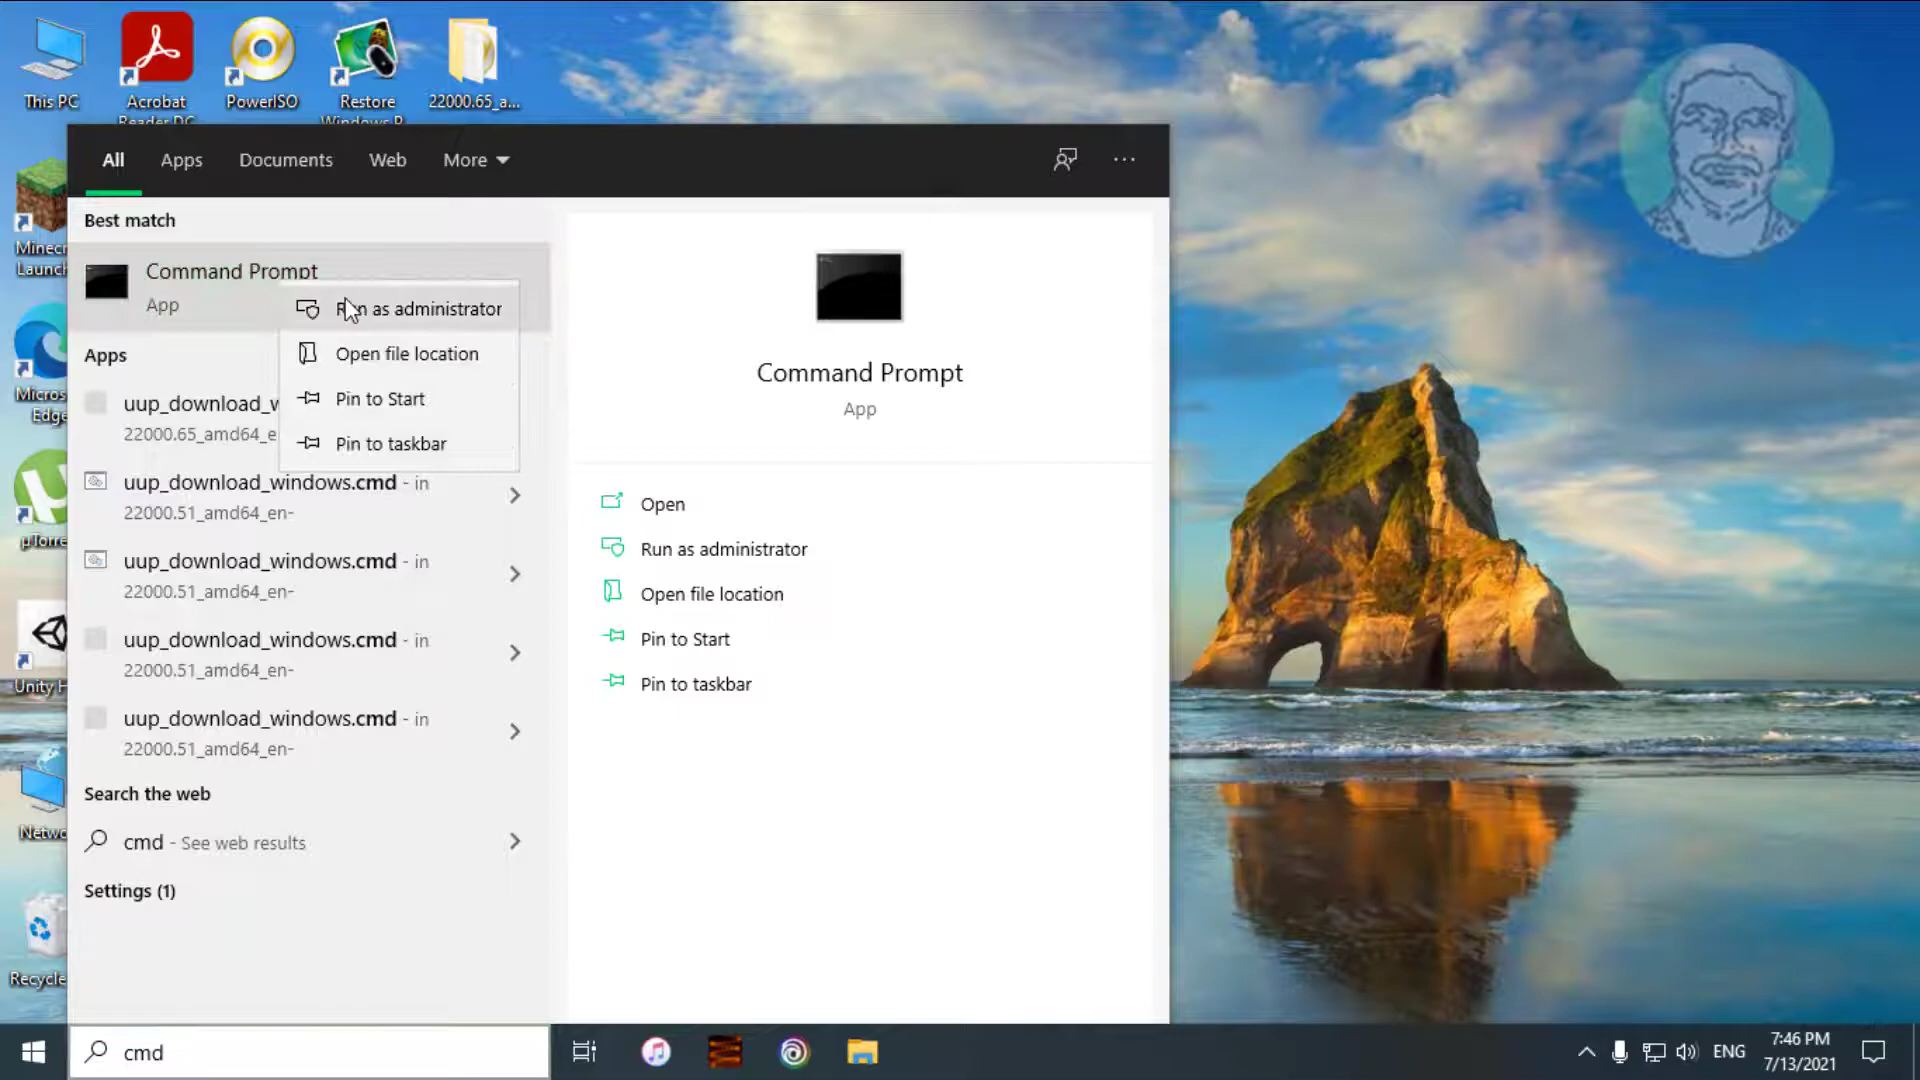 This PC
Acrobat
Reader DC
PowerISO
Restore
Windows P
22000.65_a...
All
Apps
Documents
Web
More
Best match
Command Prompt
App
Run as administrator
Open file location
Pin to Start
Pin to taskbar
Apps
uup_download_w
22000.65_amd64_e
uup_download_windows.cmd - in
22000.51_amd64_en-
uup_download_windows.cmd - in
22000.51_amd64_en-
uup_download_windows.cmd - in
22000.51_amd64_en-
uup_download_windows.cmd - in
22000.51_amd64_en-
Search the web
cmd - See web results
Settings (1)
Command Prompt
App
Open
Run as administrator
Open file location
Pin to Start
Pin to taskbar
Minecr
Launch
Micros
Edge
µTorre
Unity H
Netwo
Recycle
cmd
ENG
7:46 PM
7/13/2021